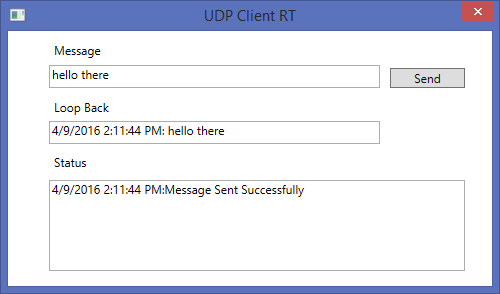 UDP Client RT
Message
hello there
Send
Loop Back
4/9/2016 2:11:44 PM: hello there
Status
4/9/2016 2:11:44 PM:Message Sent Successfully